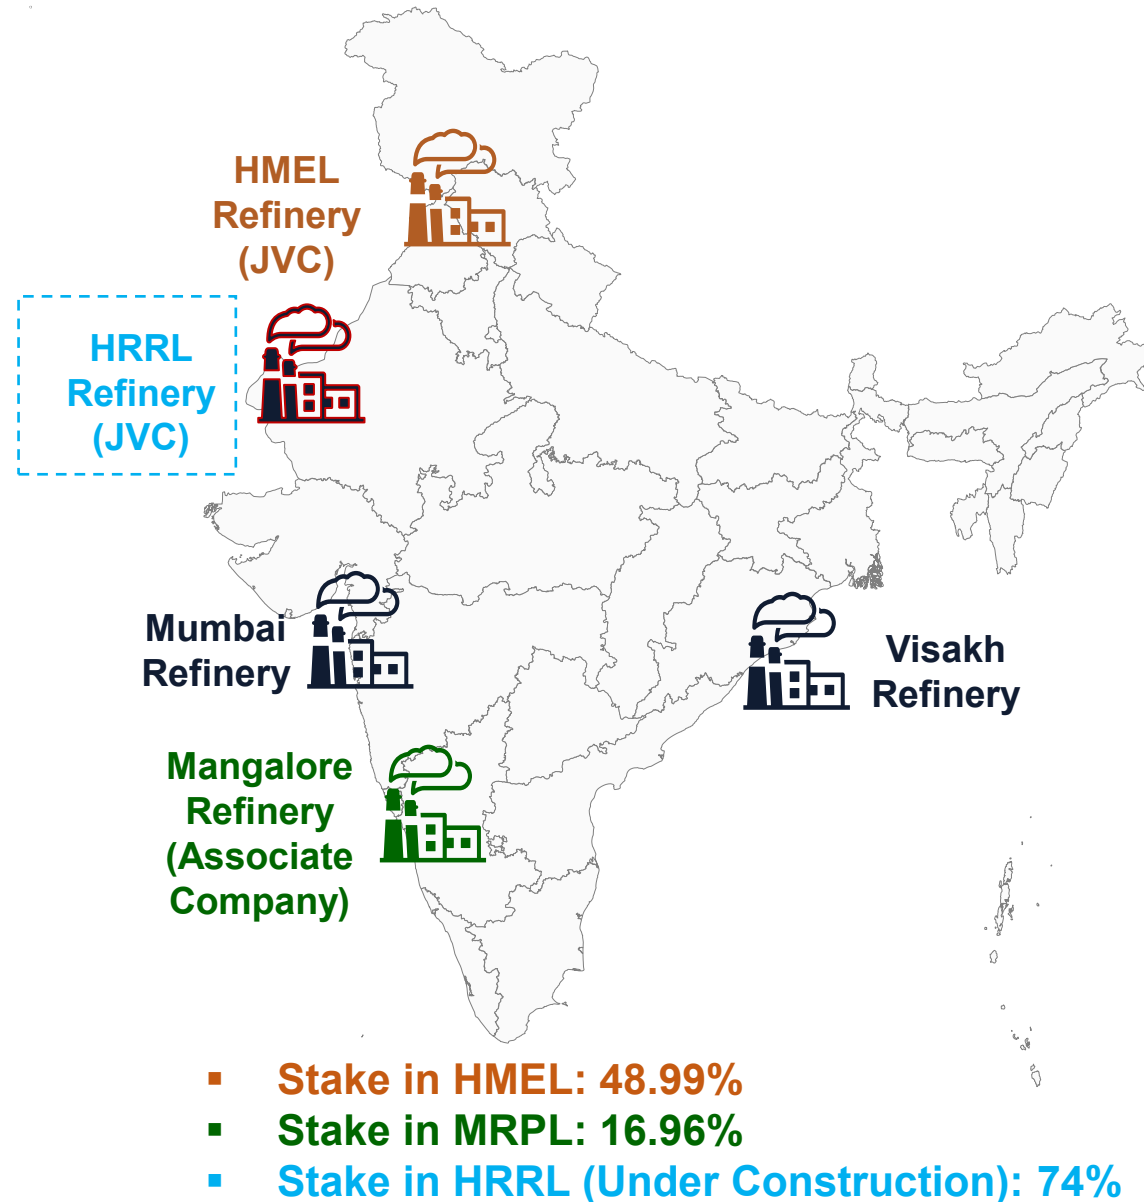 HMEL
Refinery
(JVC)
HRRL
Refinery
(JVC)
Mumbai
Refinery
Visakh
Refinery
Mangalore
Refinery
(Associate
Company)
▪ Stake in HMEL: 48.99%
▪ Stake in MRPL: 16.96%
▪ Stake in HRRL (Under Construction): 74%